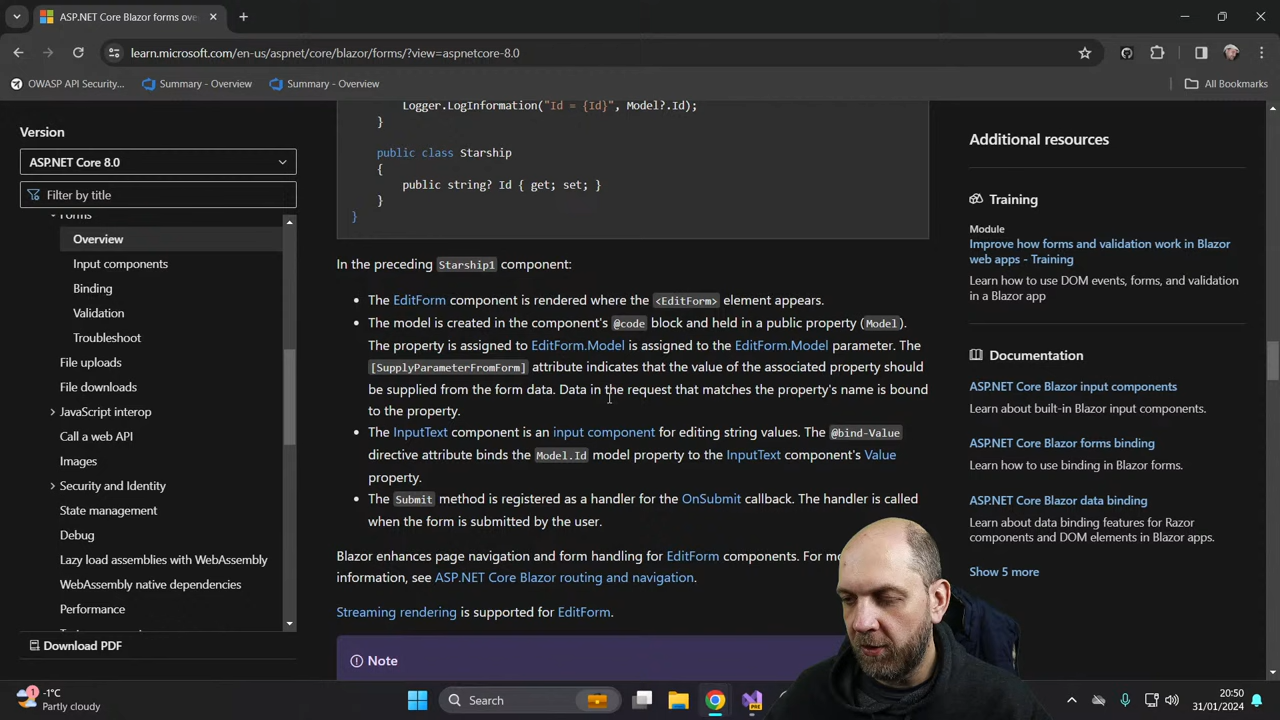 ASP.NET Core Blazor forms ove
learn.microsoft.com/en-us/aspnet/core/blazor/forms/?view=aspnetcore-8.0
OWASP API Security...
Summary - Overview
Summary - Overview
All Bookmarks
Version
ASP.NET Core 8.0
Filter by title
Forms
Overview
Input components
Binding
Validation
Troubleshoot
File uploads
File downloads
JavaScript interop
Call a web API
Images
Security and Identity
State management
Debug
Lazy load assemblies with WebAssembly
WebAssembly native dependencies
Performance
Download PDF
Logger.LogInformation("Id = {Id}", Model?.Id);
}
public class Starship
{
public string? Id { get; set; }
}
}
In the preceding Starship1 component:
• The EditForm component is rendered where the <EditForm> element appears.
• The model is created in the component's @code block and held in a public property (Model).
The property is assigned to EditForm.Model is assigned to the EditForm.Model parameter. The
[SupplyParameterFromForm] attribute indicates that the value of the associated property should
be supplied from the form data. Data in the request that matches the property's name is bound
to the property.
• The InputText component is an input component for editing string values. The @bind-Value
directive attribute binds the Model.Id model property to the InputText component's Value
property.
• The Submit method is registered as a handler for the OnSubmit callback. The handler is called
when the form is submitted by the user.
Blazor enhances page navigation and form handling for EditForm components. For
information, see ASP.NET Core Blazor routing and navigation.
Streaming rendering is supported for EditForm.
Note
Additional resources
Training
Module
Improve how forms and validation work in Blazor
web apps - Training
Learn how to use DOM events, forms, and validation
in a Blazor app
Documentation
ASP.NET Core Blazor input components
Learn about built-in Blazor input components.
ASP.NET Core Blazor forms binding
Learn how to use binding in Blazor forms.
ASP.NET Core Blazor data binding
Learn about data binding features for Razor
components and DOM elements in Blazor apps.
Show 5 more
1
-1°C
Partly cloudy
Search
PRE
20:50
31/01/2024